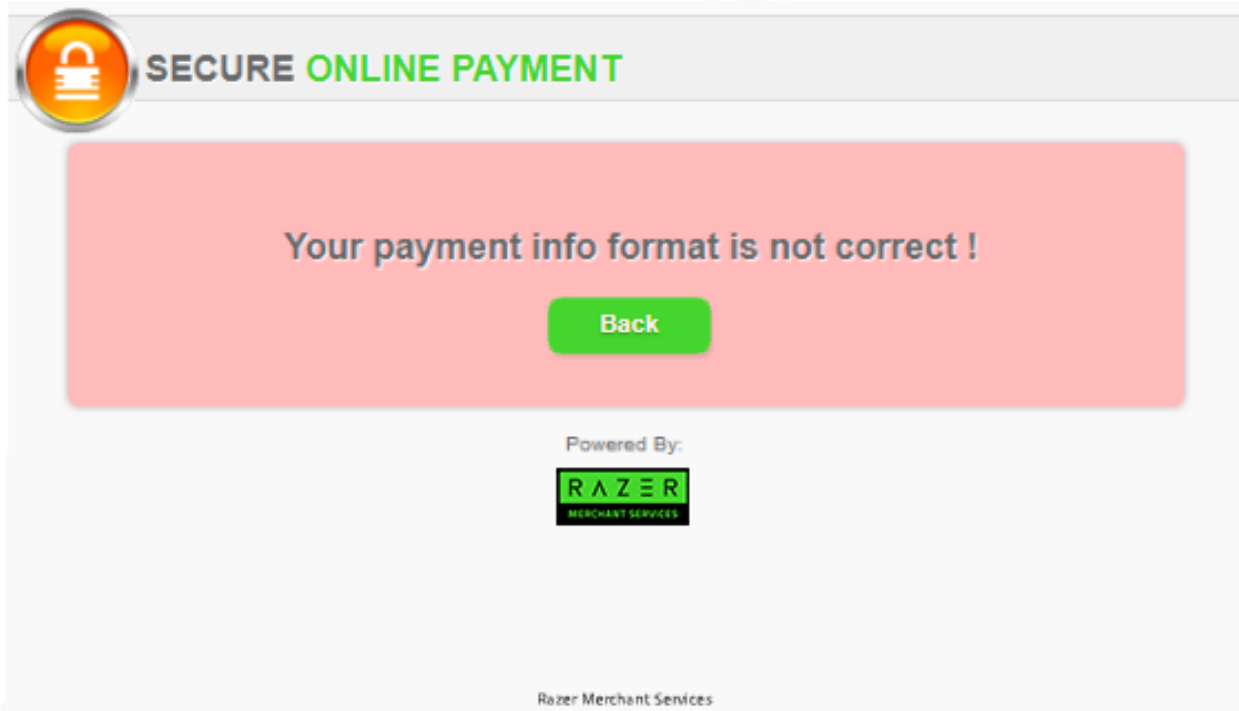 SECURE ONLINE PAYMENT
Your payment info format is not correct !
Back
Powered By:
RAZER
MERCHANT SERVICES
Razer Merchant Services